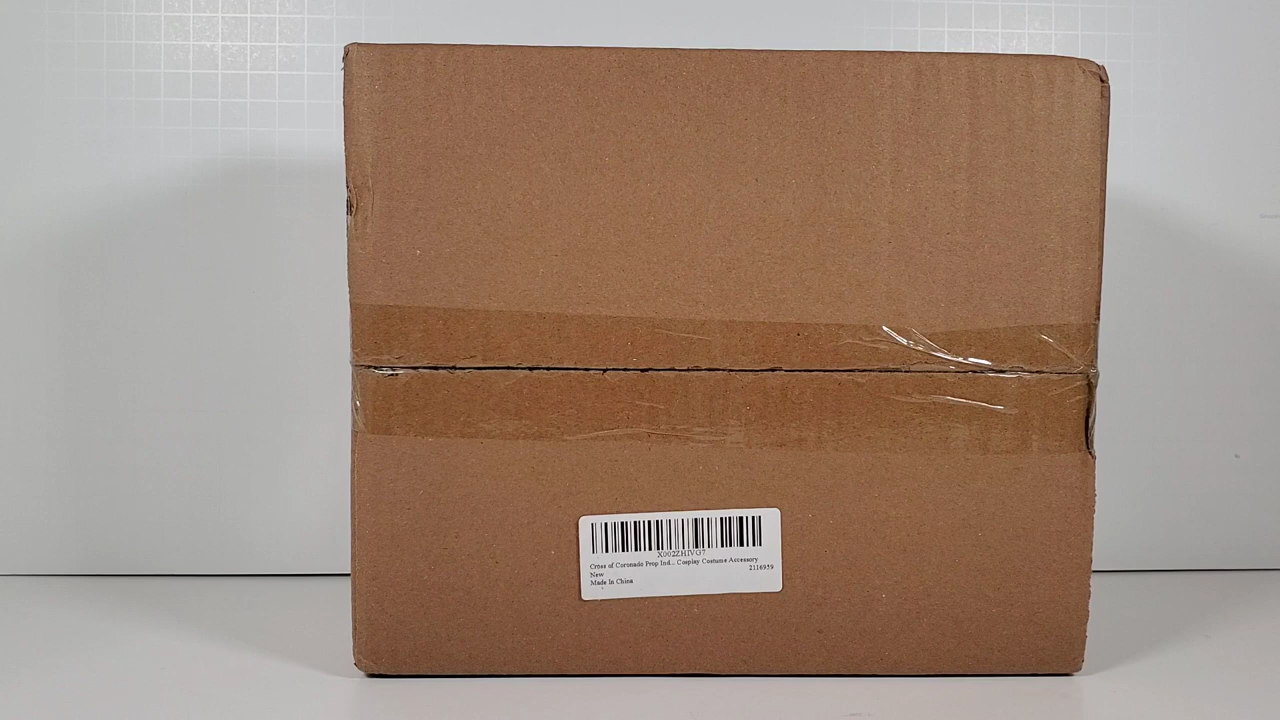 X002ZHIVG7
Cross of Coronado Prop Ind... Cosplay Costume Accessory
New 2116959
Made In China